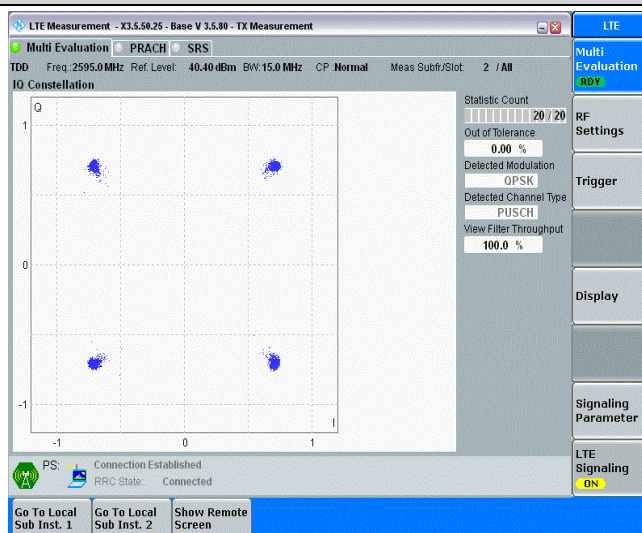 LTE Measurement - X3.5.50.25 - Base V 3.5.80 - TX Measurement
LTE
Multi Evaluation PRACH SRS
TDD Freq.:2595.0 MHz Ref. Level: 40.40 dBm BW:15.0 MHz CP :Normal Meas Subfr./Slot: 2 / All
IQ Constellation
Q
1
0
-1
I
-1 0 1
Statistic Count
20 / 20
Out of Tolerance
0.00 %
Detected Modulation
QPSK
Detected Channel Type
PUSCH
View Filter Throughput
100.0 %
PS: Connection Established
RRC State: Connected
Multi
Evaluation
RDY
RF
Settings
Trigger
Display
Signaling
Parameter
LTE
Signaling
ON
Go To Local
Sub Inst. 1
Go To Local
Sub Inst. 2
Show Remote
Screen